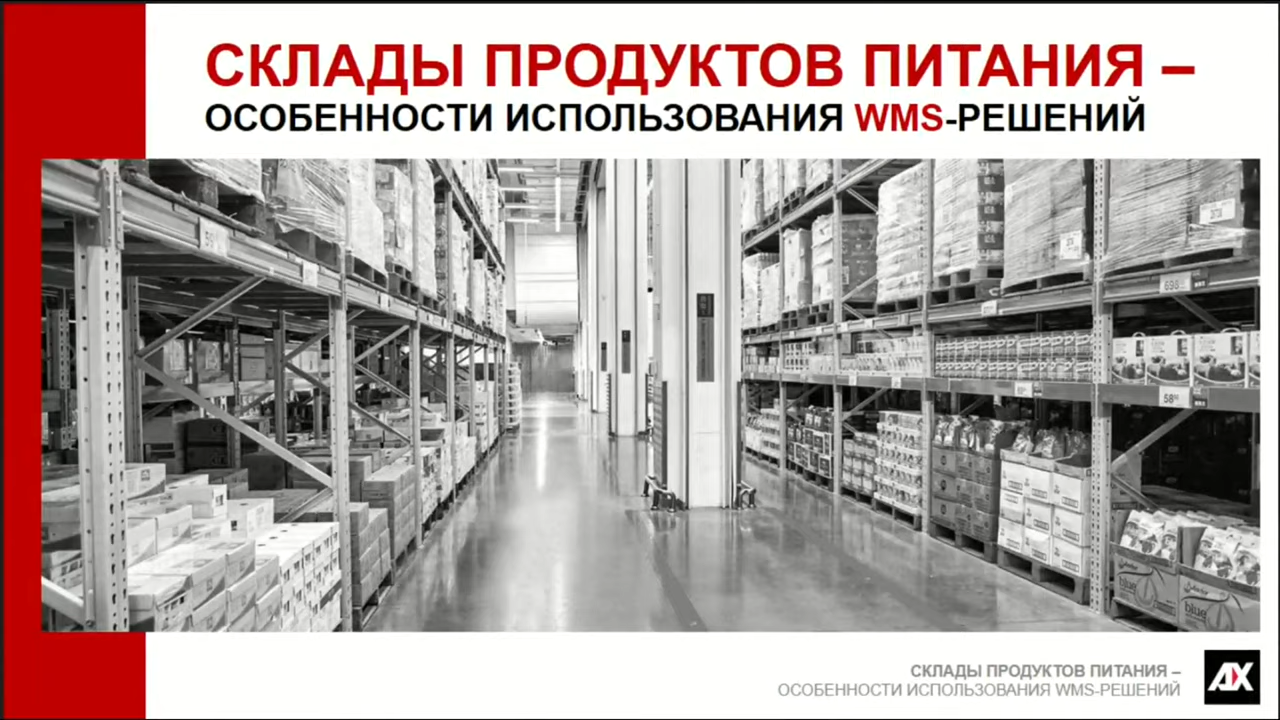 СКЛАДЫ ПРОДУКТОВ ПИТАНИЯ –
ОСОБЕННОСТИ ИСПОЛЬЗОВАНИЯ WMS-РЕШЕНИЙ
СКЛАДЫ ПРОДУКТОВ ПИТАНИЯ –
ОСОБЕННОСТИ ИСПОЛЬЗОВАНИЯ WMS-РЕШЕНИЙ
AX